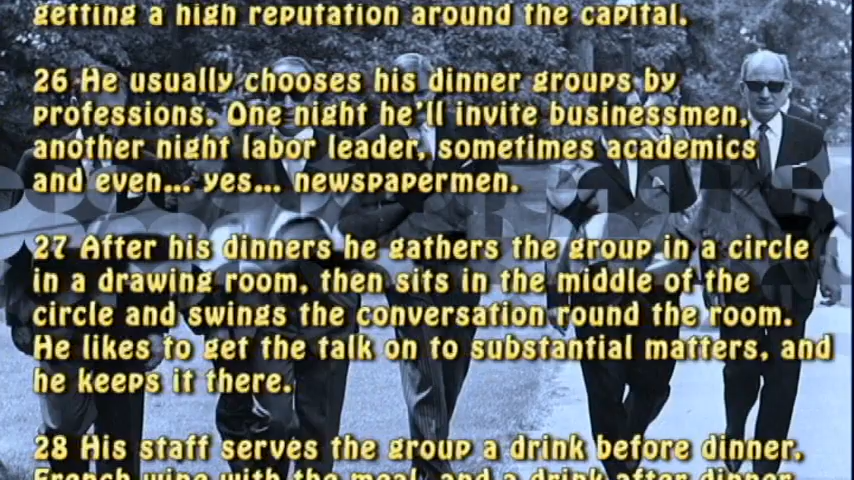 getting a high reputation around the capital.
26 He usually chooses his dinner groups by
professions. One night he'll invite businessmen,
another night labor leader, sometimes academics
and even... yes... newspapermen.
27 After his dinners he gathers the group in a circle
in a drawing room, then sits in the middle of the
circle and swings the conversation round the room.
He likes to get the talk on to substantial matters, and
he keeps it there.
28 His staff serves the group a drink before dinner,
French wine with the meal, and a drink after dinner